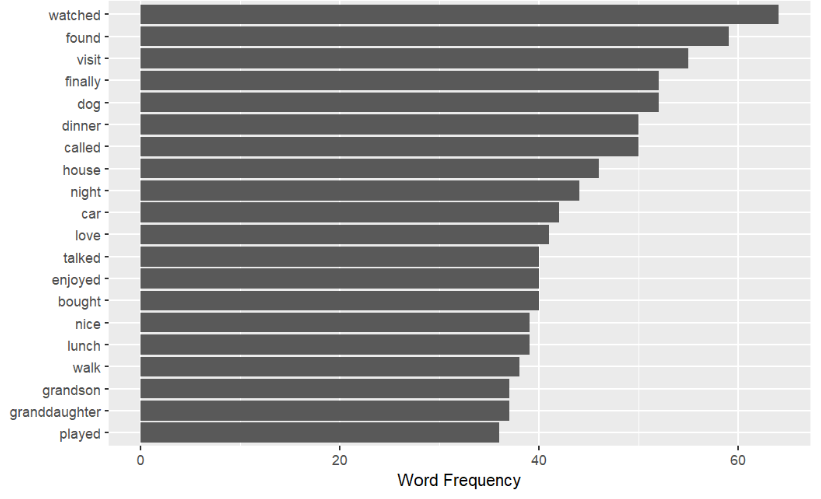 watched
found
visit
finally
dog
dinner
called
house
night
car
love
talked
enjoyed
bought
nice
lunch
walk
grandson
granddaughter
played
0 20 40 60
Word Frequency